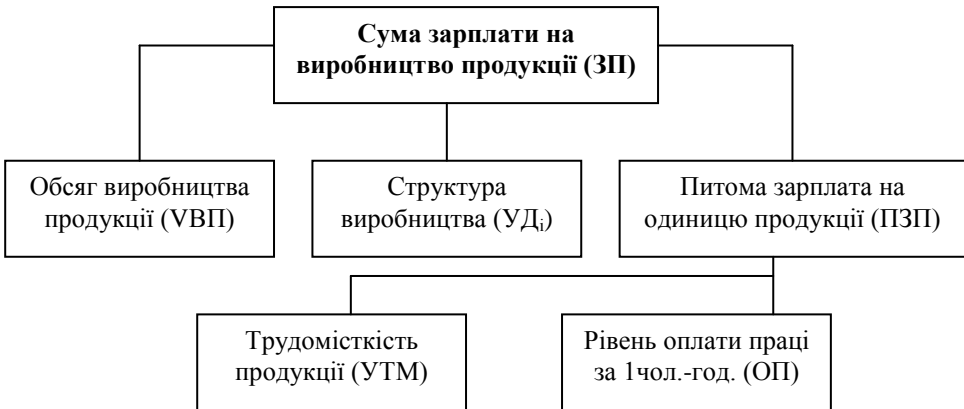 Сума зарплати на
виробництво продукції (ЗП)
Обсяг виробництва
продукції (VВП)
Структура
виробництва (УДі)
Питома зарплата на
одиницю продукції (ПЗП)
Трудомісткість
продукції (УТМ)
Рівень оплати праці
за 1чол.-год. (ОП)